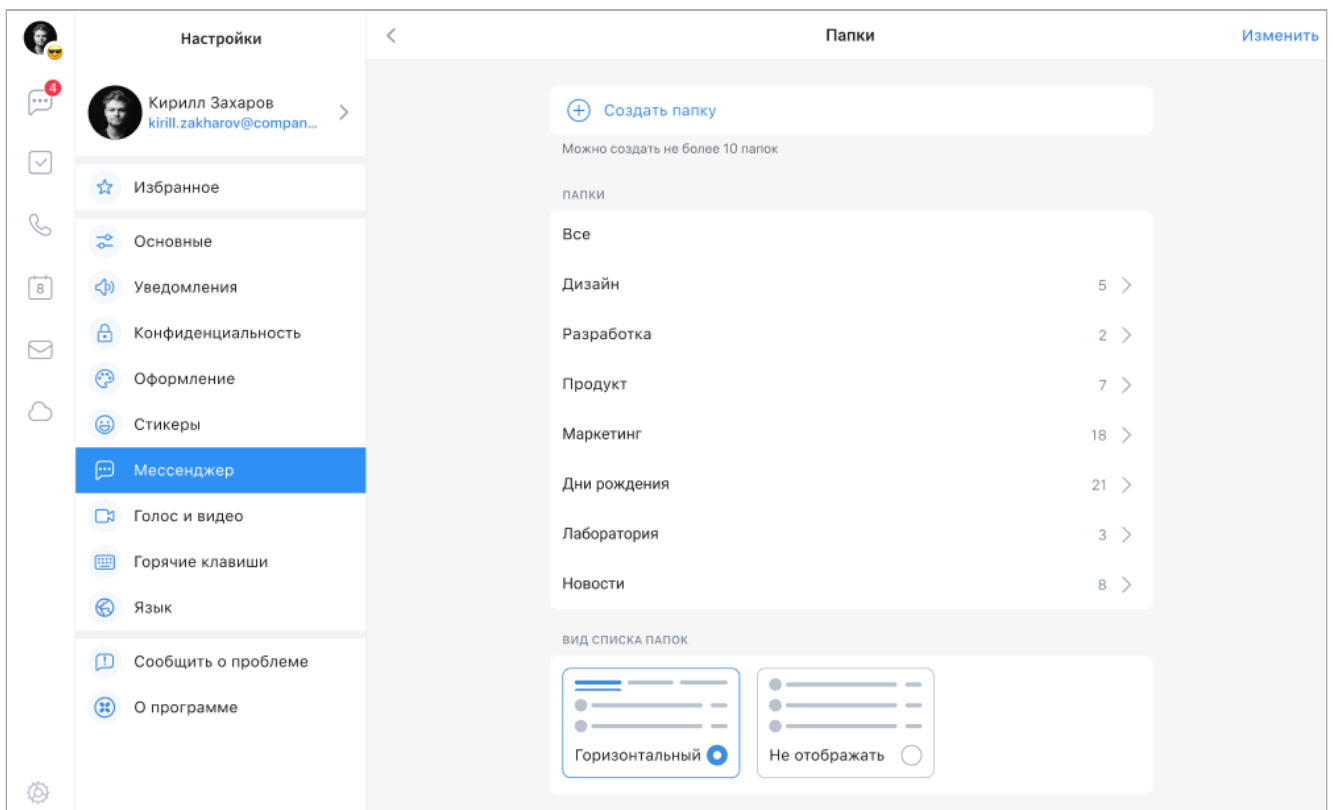 Настройки
Папки
Изменить
4
Кирилл Захаров
kirill.zakharov@compan...
8
Избранное
Основные
Уведомления
Конфиденциальность
Оформление
Стикеры
Мессенджер
Голос и видео
Горячие клавиши
Язык
Сообщить о проблеме
О программе
Создать папку
Можно создать не более 10 папок
ПАПКИ
Все
Дизайн 5
Разработка 2
Продукт 7
Маркетинг 18
Дни рождения 21
Лаборатория 3
Новости 8
ВИД СПИСКА ПАПОК
Горизонтальный
Не отображать